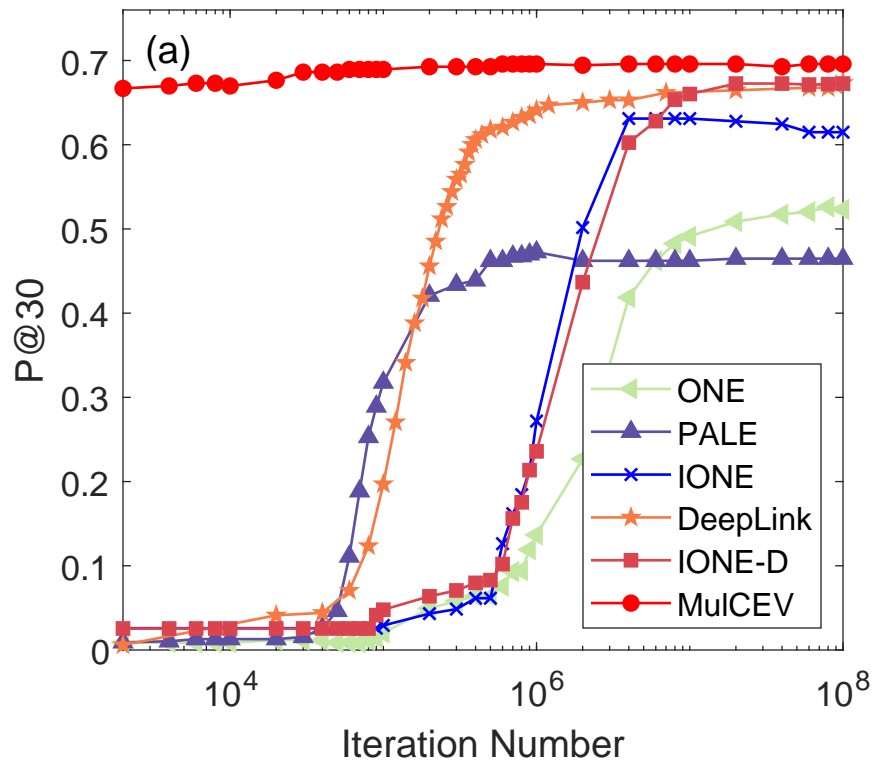 (a)
P@30
0.7
0.6
0.5
0.4
0.3
0.2
0.1
0
10^4
10^6
10^8
Iteration Number
ONE
PALE
IONE
DeepLink
IONE-D
MulCEV